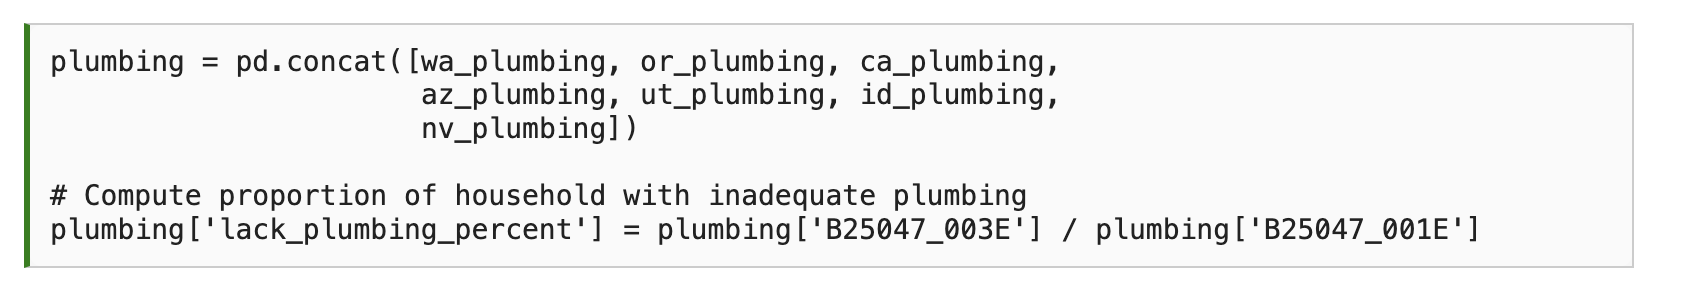 plumbing = pd.concat([wa_plumbing, or_plumbing, ca_plumbing,
                      az_plumbing, ut_plumbing, id_plumbing,
                      nv_plumbing])

# Compute proportion of household with inadequate plumbing
plumbing['lack_plumbing_percent'] = plumbing['B25047_003E'] / plumbing['B25047_001E']